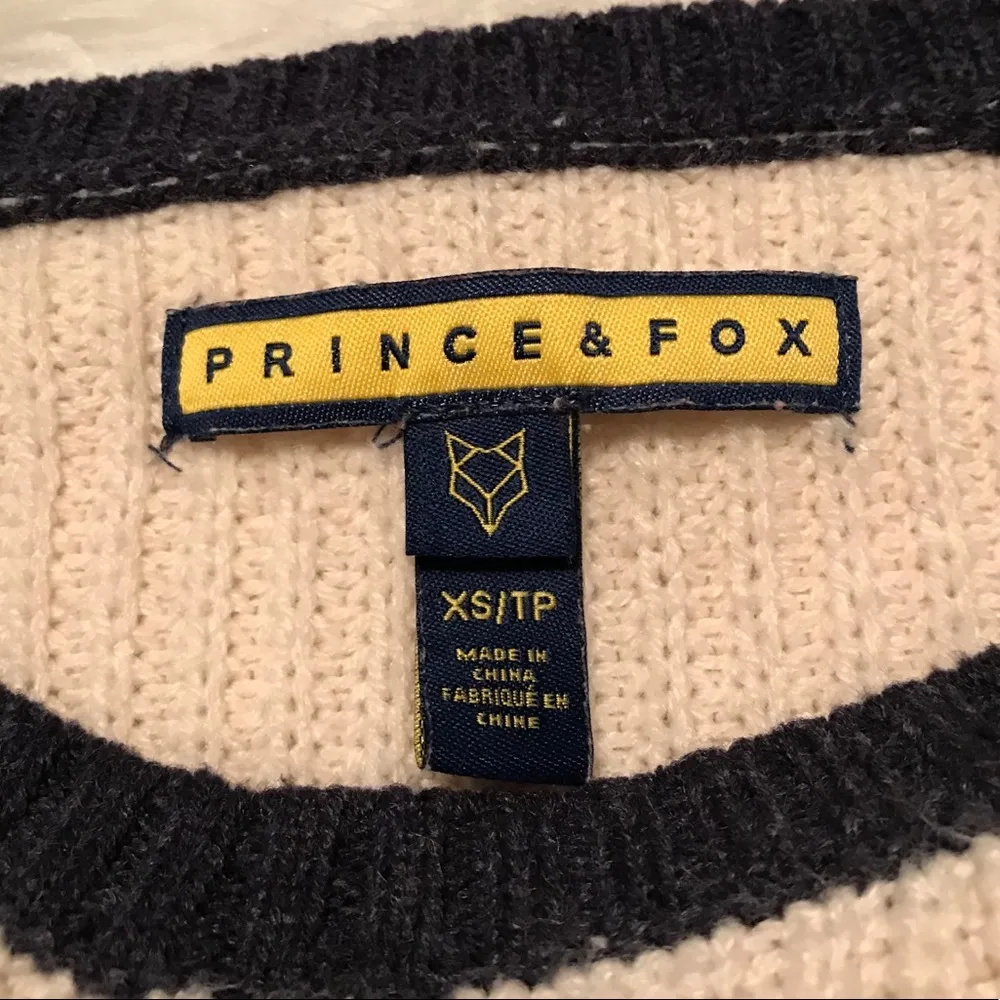 PRINCE & FOX
XS/TP
MADE IN
CHINA
FABRIQUÉ EN
CHINE